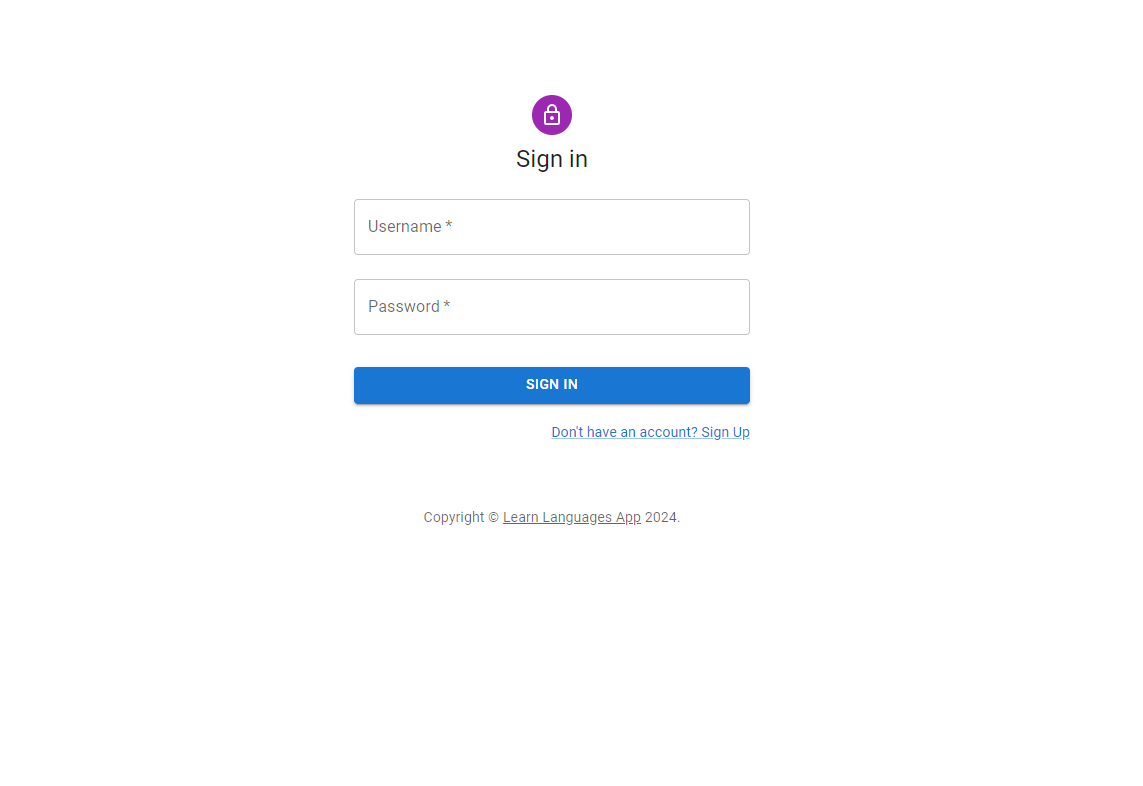 Sign in
Username *
Password *
SIGN IN
Don't have an account? Sign Up
Copyright © Learn Languages App 2024.